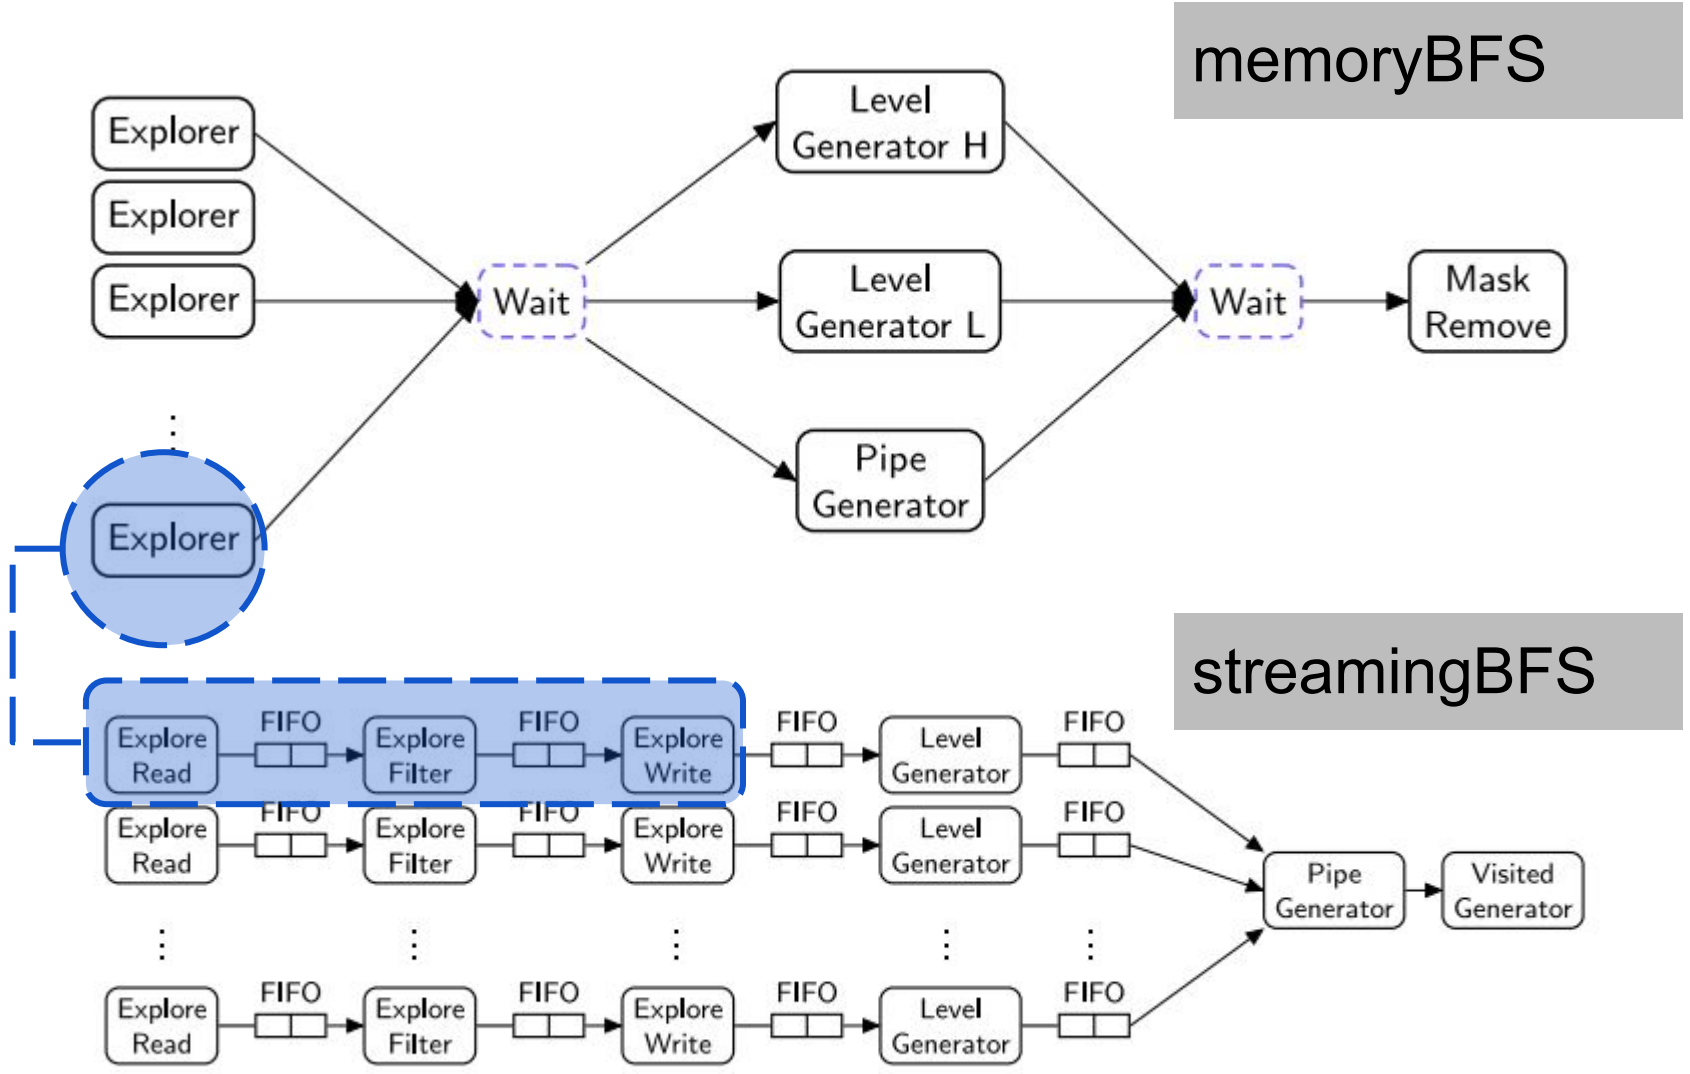 memoryBFS
Explorer
Explorer
Explorer
Explorer
Wait
Level
Generator H
Level
Generator L
Pipe
Generator
Wait
Mask
Remove
streamingBFS
Explore
Read
FIFO
Explore
Filter
FIFO
Explore
Write
FIFO
Level
Generator
FIFO
Explore
Read
FIFO
Explore
Filter
FIFO
Explore
Write
FIFO
Level
Generator
FIFO
Pipe
Generator
Visited
Generator
Explore
Read
FIFO
Explore
Filter
FIFO
Explore
Write
FIFO
Level
Generator
FIFO